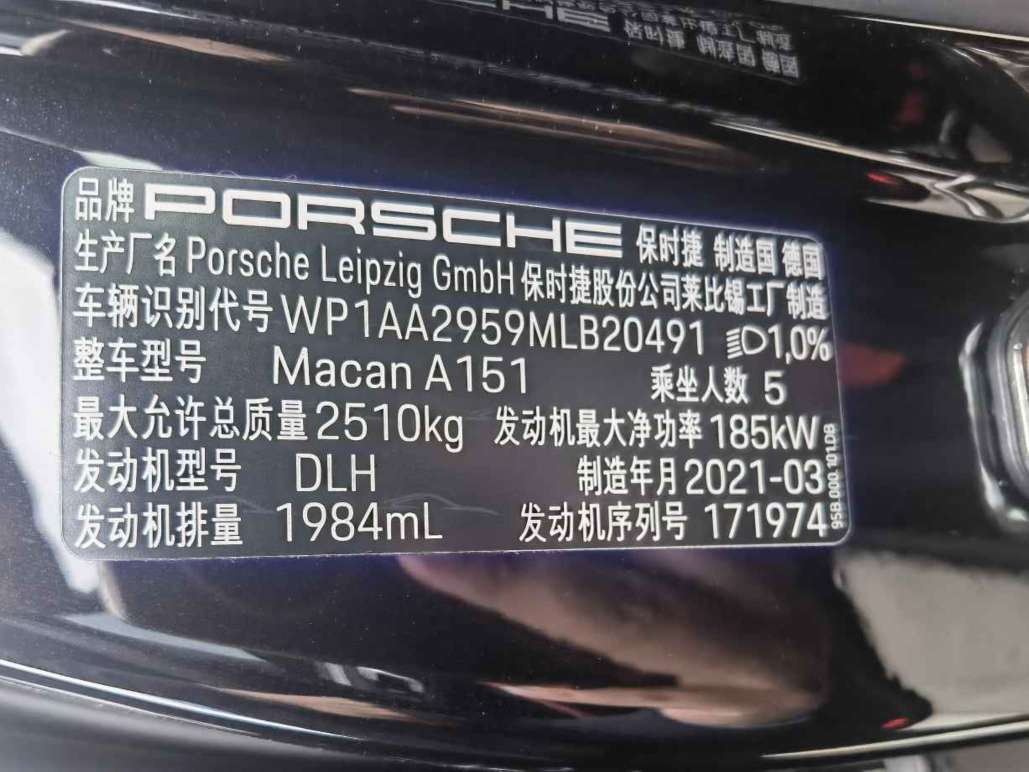 品牌 PORSCHE 保时捷 制造国 德国
生产厂名 Porsche Leipzig GmbH 保时捷股份公司莱比锡工厂制造
车辆识别代号 WP1AA2959MLB20491 1,0%
整车型号 Macan A151 乘坐人数 5
最大允许总质量 2510kg 发动机最大净功率 185kW
发动机型号 DLH 制造年月 2021-03
发动机排量 1984mL 发动机序列号 171974
95B.000.101.DB